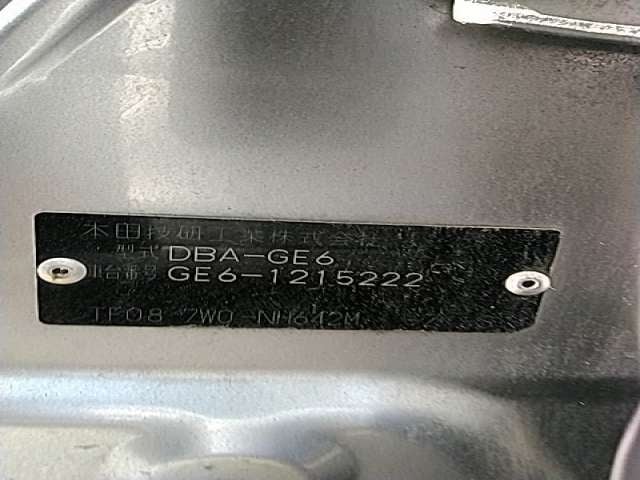 本田技研工業株式会社
型式 DBA-GE6
車台番号 GE6-1215222
TF08 7W0 NH642M